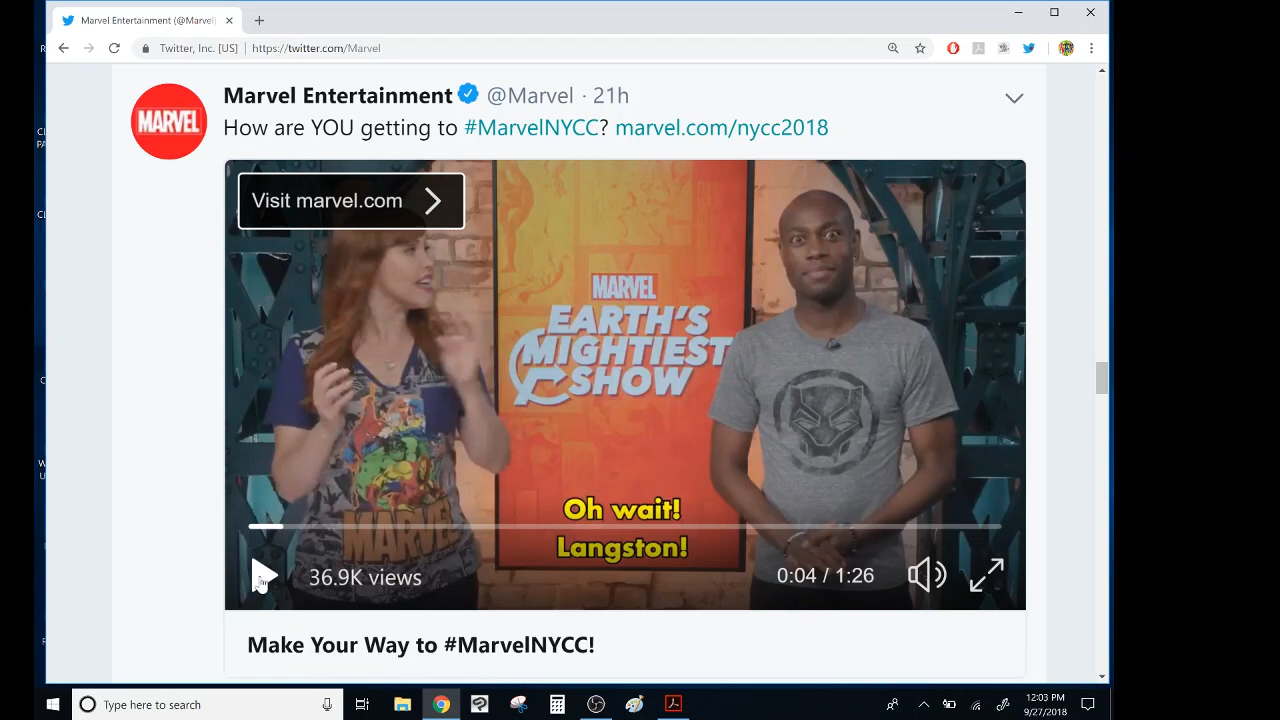 Marvel Entertainment (@Marvel
Twitter, Inc. [US] | https://twitter.com/Marvel
Marvel Entertainment @Marvel · 21h
MARVEL
How are YOU getting to #MarvelNYCC? marvel.com/nycc2018
Visit marvel.com
MARVEL
EARTH'S
MIGHTIEST
SHOW
MARVEL
Oh wait!
Langston!
36.9K views
0:04 / 1:26
Make Your Way to #MarvelNYCC!
Type here to search
12:03 PM
9/27/2018